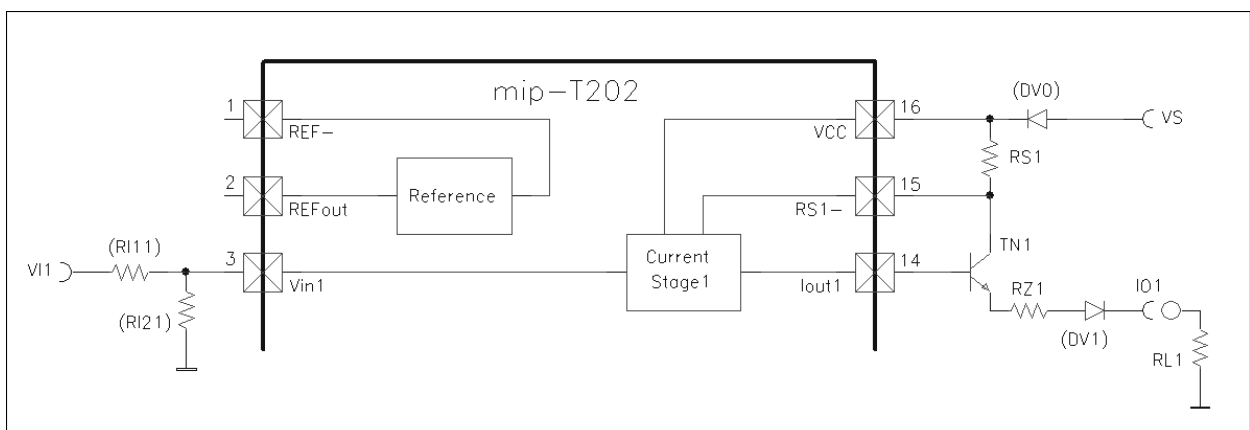 mip-T202
(DV0)
1
16
VS
REF-
VCC
RS1
2
15
Reference
REFout
RS1-
(RI11)
TN1
3
Current
Stage1
14
VI1
Vin1
Iout1
RZ1
IO1
(RI21)
(DV1)
RL1